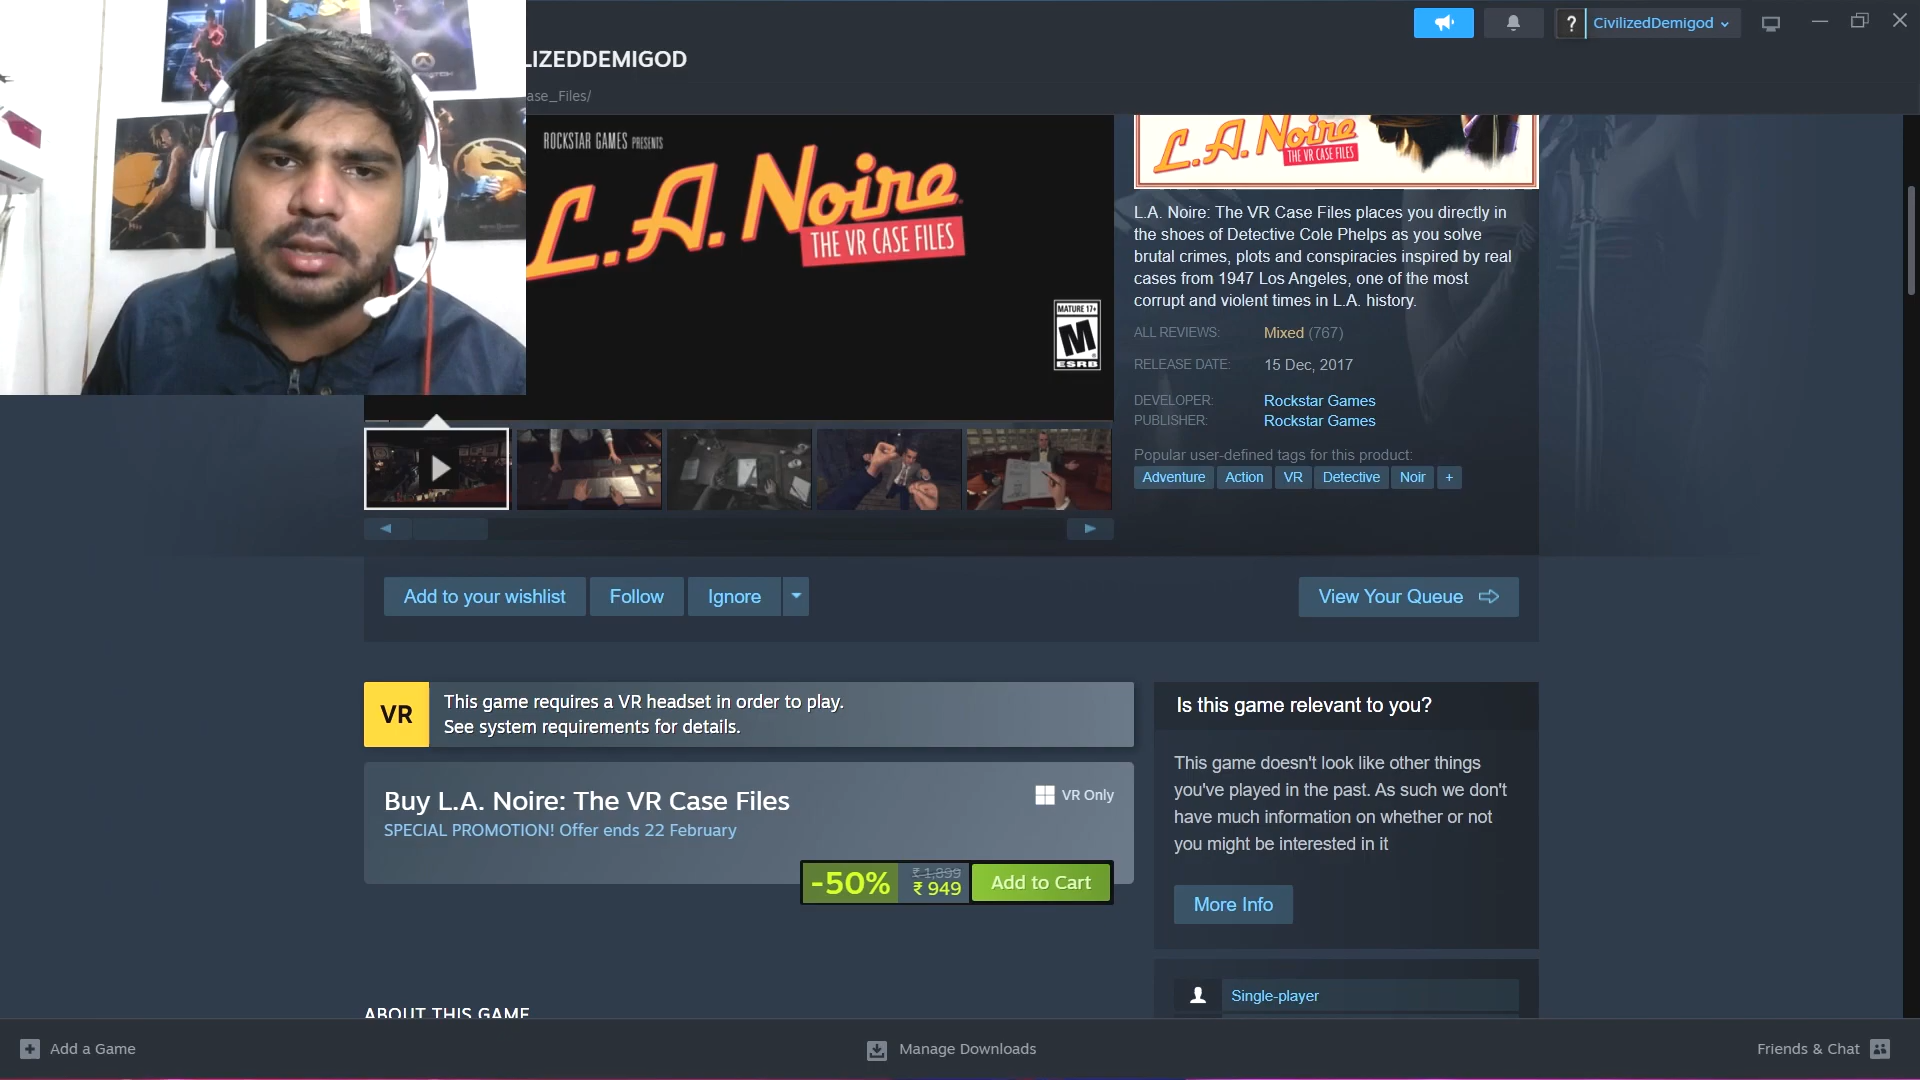 CivilizedDemigod
LIZEDDEMIGOD
ase_Files/
ROCKSTAR GAMES PRESENTS
L.A. Noire
THE VR CASE FILES
MATURE 17+
M
ESRB
L.A. Noire
THE VR CASE FILES
L.A. Noire: The VR Case Files places you directly in
the shoes of Detective Cole Phelps as you solve
brutal crimes, plots and conspiracies inspired by real
cases from 1947 Los Angeles, one of the most
corrupt and violent times in L.A. history.
ALL REVIEWS: Mixed (767)
RELEASE DATE: 15 Dec, 2017
DEVELOPER: Rockstar Games
PUBLISHER: Rockstar Games
Popular user-defined tags for this product:
Adventure Action VR Detective Noir +
Add to your wishlist Follow Ignore View Your Queue
VR
This game requires a VR headset in order to play.
See system requirements for details.
Buy L.A. Noire: The VR Case Files
VR Only
SPECIAL PROMOTION! Offer ends 22 February
-50% ₹ 1,899 ₹ 949 Add to Cart
Is this game relevant to you?
This game doesn't look like other things
you've played in the past. As such we don't
have much information on whether or not
you might be interested in it
More Info
Single-player
ABOUT THIS GAME
Add a Game Manage Downloads Friends & Chat